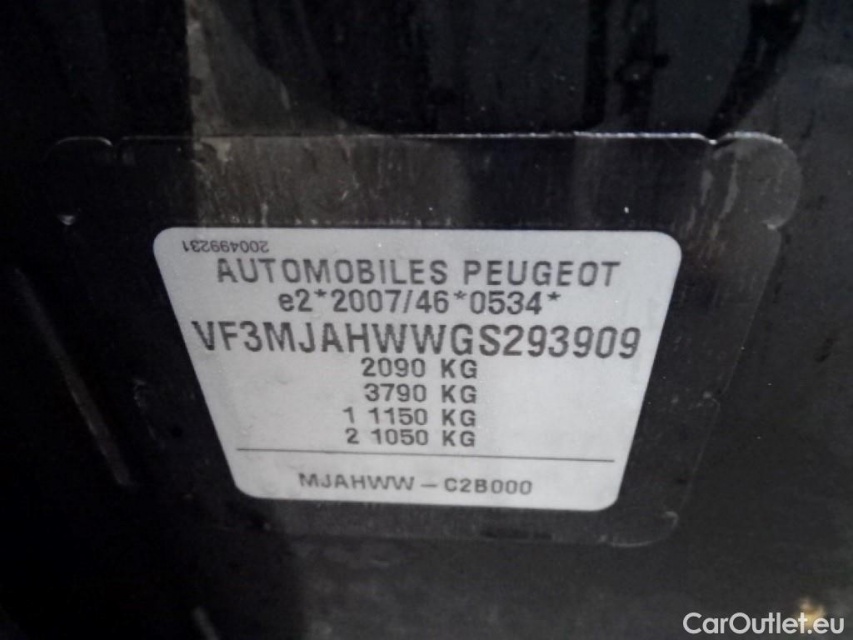 200499231
AUTOMOBILES PEUGEOT
e2*2007/46*0534*
VF3MJAHWWGS293909
2090 KG
3790 KG
1 1150 KG
2 1050 KG
MJAHWW - C2B000
CarOutlet.eu